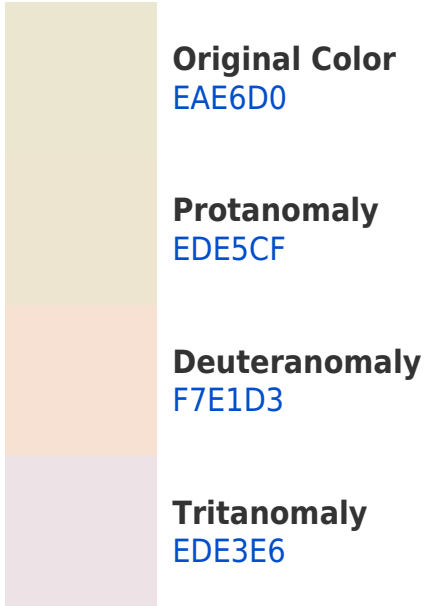 Original Color
EAE6D0
Protanomaly
EDE5CF
Deuteranomaly
F7E1D3
Tritanomaly
EDE3E6